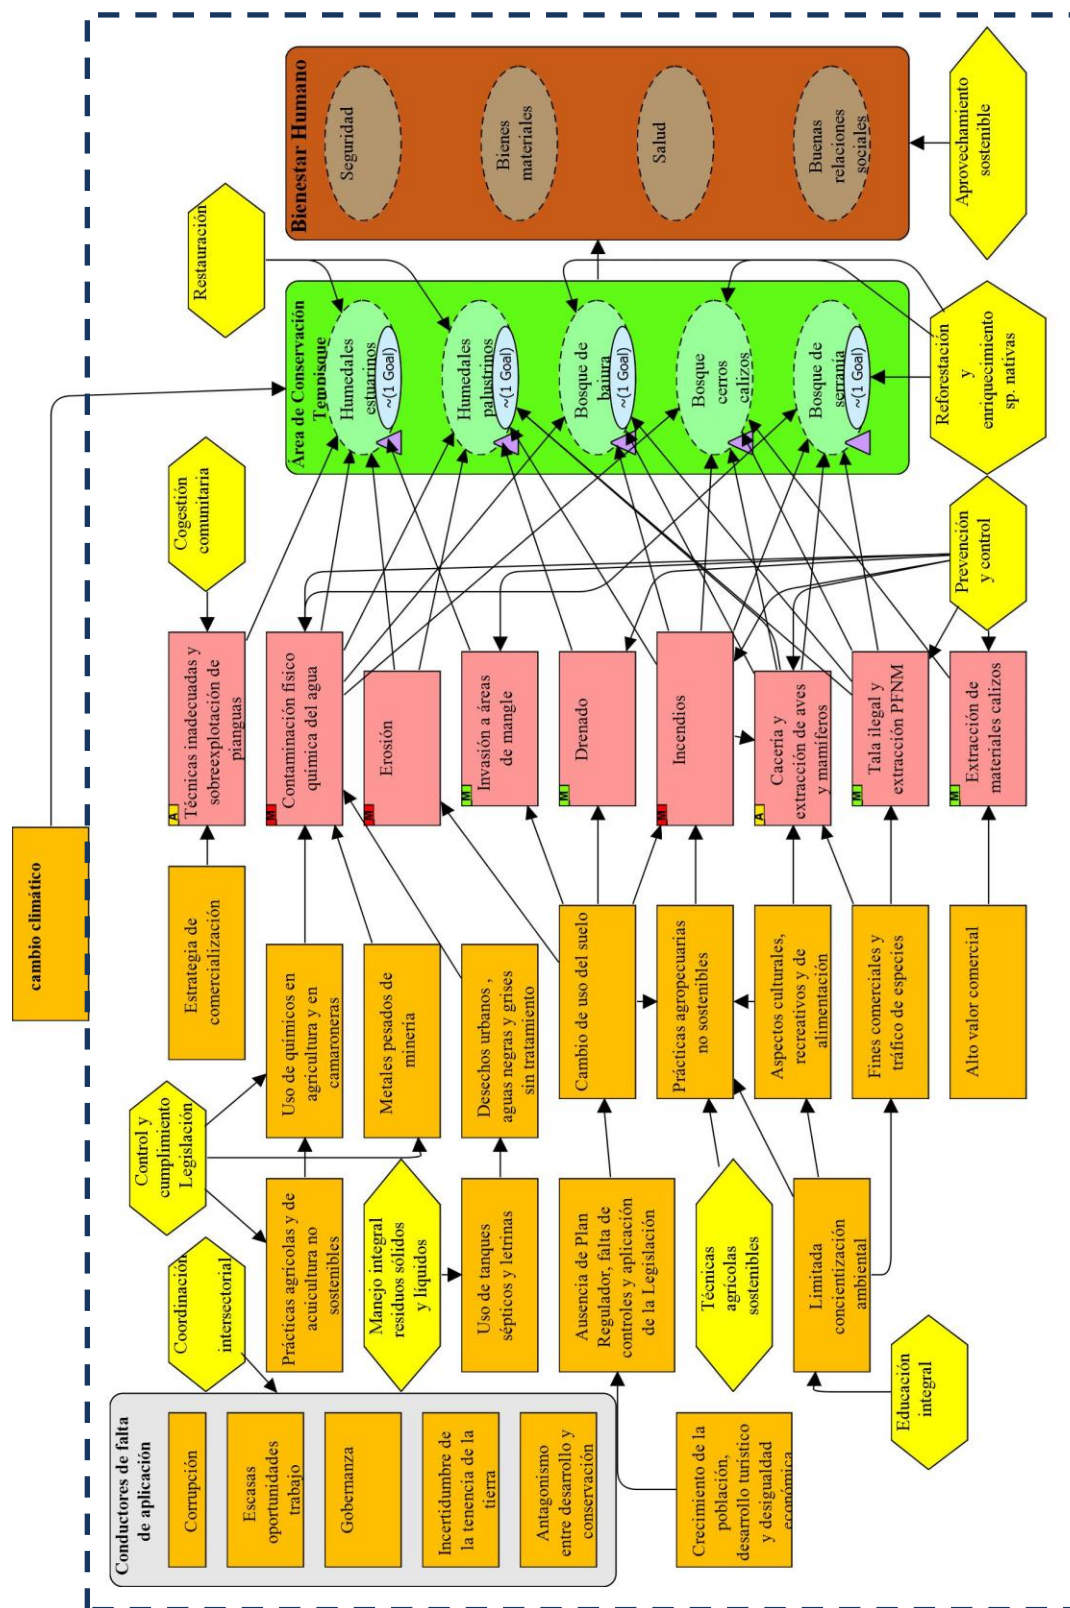 cambio climático
Conductores de falta
de aplicación
Corrupción
Escasas
oportunidades
trabajo
Gobernanza
Incertidumbre de
la tenencia de la
tierra
Antagonismo
entre desarrollo y
conservación
Crecimiento de la
población,
desarrollo turístico
y desigualdad
económica
Coordinación
intersectorial
Control y
cumplimiento
Legislación
Prácticas agrícolas y de
acuicultura no
sostenibles
Manejo integral
residuos sólidos
y líquidos
Uso de tanques
sépticos y letrinas
Ausencia de Plan
Regulador, falta de
controles y aplicación
de la Legislación
Técnicas
agrícolas
sostenibles
Limitada
concientización
ambiental
Educación
integral
Estrategia de
comercialización
Uso de químicos en
agricultura y en
camaroneras
Metales pesados de
mineria
Desechos urbanos ,
aguas negras y grises
sin tratamiento
Cambio de uso del suelo
Prácticas agropecuarias
no sostenibles
Aspectos culturales,
recreativos y de
alimentación
Fines comerciales y
tráfico de especies
Alto valor comercial
Cogestión
comunitaria
A
Técnicas inadecuadas y
sobreexplotación de
pianguas
M
Contaminación físico
química del agua
M
Erosión
M
Invasión a áreas
de mangle
M
Drenado
M
Incendios
A
Cacería y
extracción de aves
y mamíferos
M
Tala ilegal y
extracción PFNM
M
Extracción de
materiales calizos
Prevención
y control
Restauración
Área de Conservación
Tempisque
Humedales
estuarinos
~(1 Goal)
Humedales
palustrinos
~(1 Goal)
Bosque de
bajura
~(1 Goal)
Bosque
cerros
calizos
Bosque de
serranía
~(1 Goal)
Reforestación
y
enriquecimiento
sp. nativas
Bienestar Humano
Seguridad
Bienes
materiales
Salud
Buenas
relaciones
sociales
Aprovechamiento
sostenible